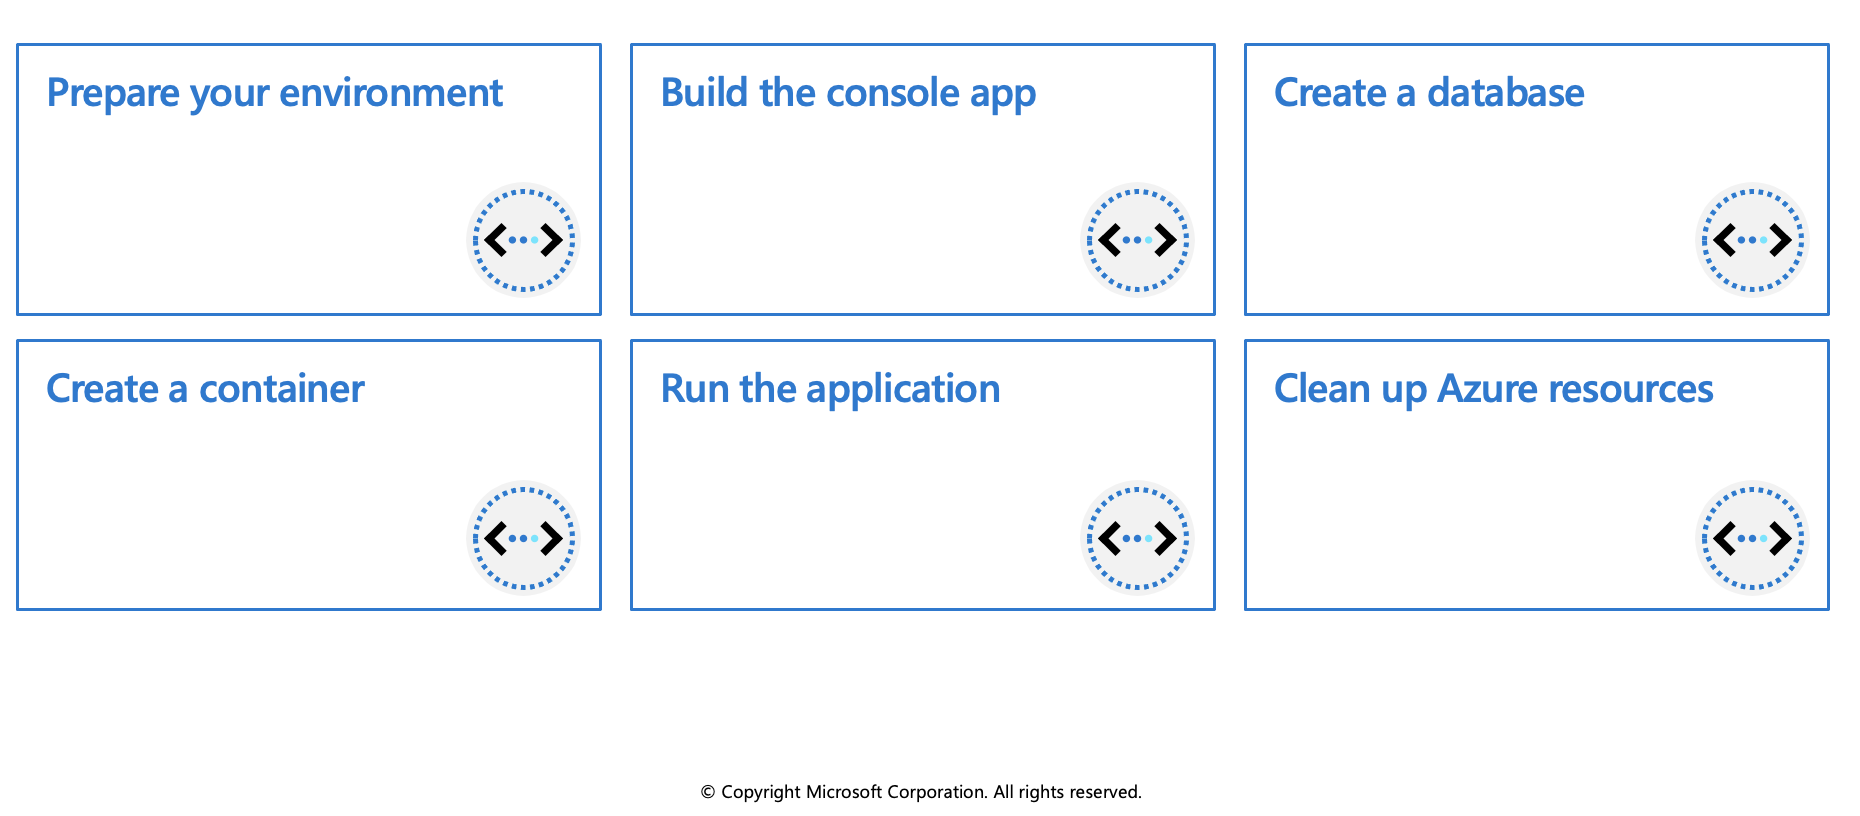 Prepare your environment
Build the console app
Create a database
Create a container
Run the application
Clean up Azure resources
© Copyright Microsoft Corporation. All rights reserved.